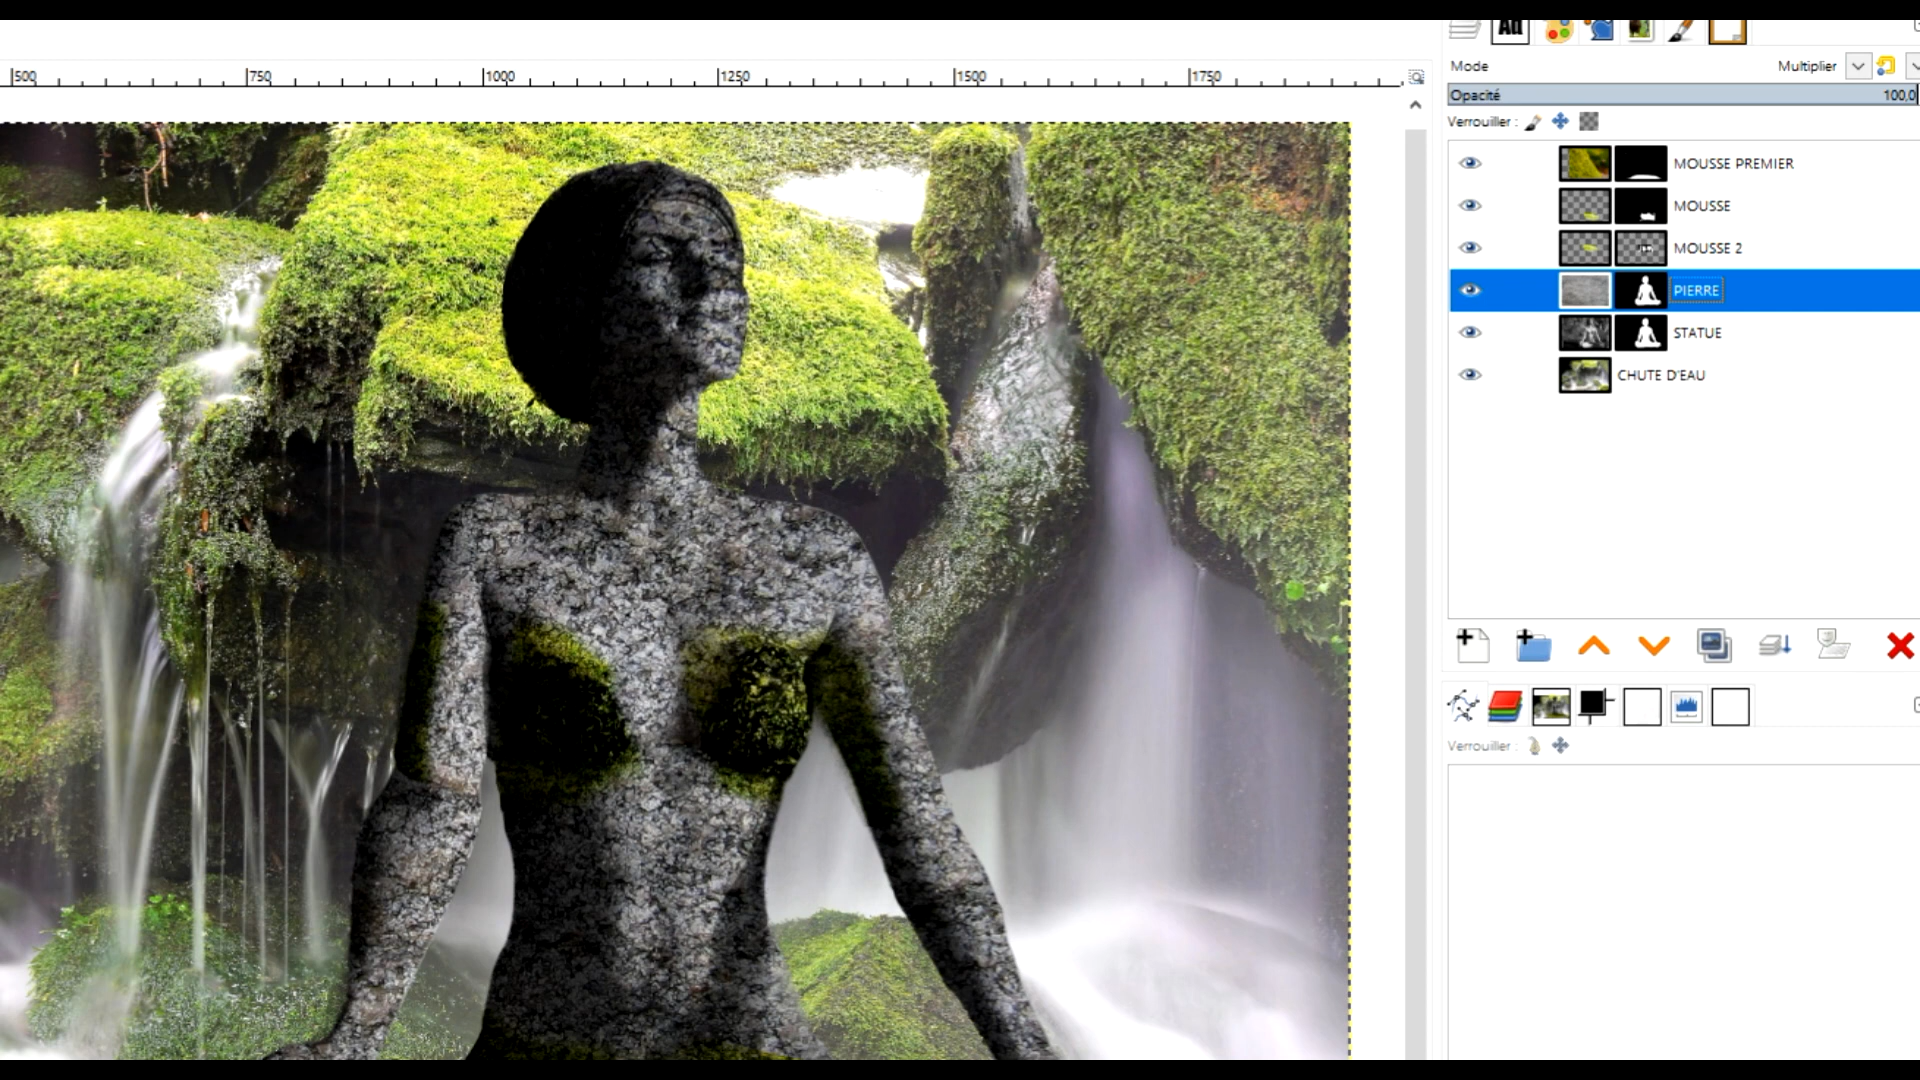 Aa
500 750 1000 1250 1500 1750
Mode Multiplier
Opacité 100,0
Verrouiller :
MOUSSE PREMIER
MOUSSE
MOUSSE 2
PIERRE
STATUE
CHUTE D'EAU
Verrouiller :